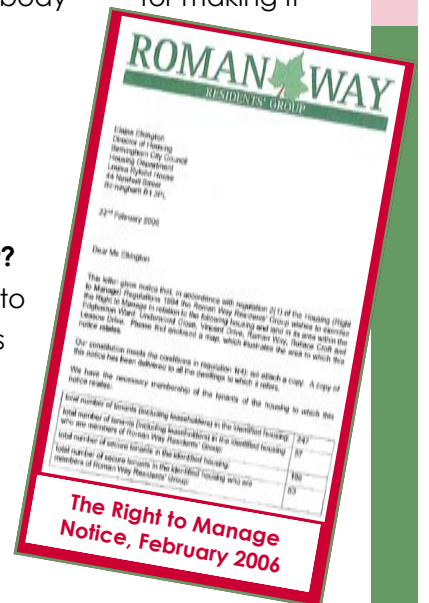 body for making it
ROMAN WAY
RESIDENTS' GROUP
Elaine Elkington
Director of Housing
Birmingham City Council
Housing Department
Louisa Ryland House
44 Newhall Street
Birmingham B1 3PL
22nd February 2006
?
to
s
Dear Ms Elkington
This letter gives notice that, in accordance with regulation 2(1) of the Housing (Right
to Manage) Regulations 1994 the Roman Way Residents' Group wishes to exercise
the Right to Manage in relation to the following housing and land in its area within the
Edgbaston Ward: Underwood Close, Vincent Drive, Roman Way, Croft and
Drive. Please find enclosed a map, which illustrates the area to which this
notice relates.
Our constitution meets the conditions in regulation 1(4); we attach a copy. A copy of
this notice has been delivered to all the dwellings to which it refers.
We have the necessary membership of the tenants of the housing to which this
notice relates:
total number of tenants (including leaseholders) in the identified housing: 247
total number of tenants (including leaseholders) in the identified housing
who are members of Roman Way Residents' Group: 57
total number of secure tenants in the identified housing:
total number of secure tenants in the identified housing who are
members of Roman Way Residents' Group: 53
The Right to Manage
Notice, February 2006